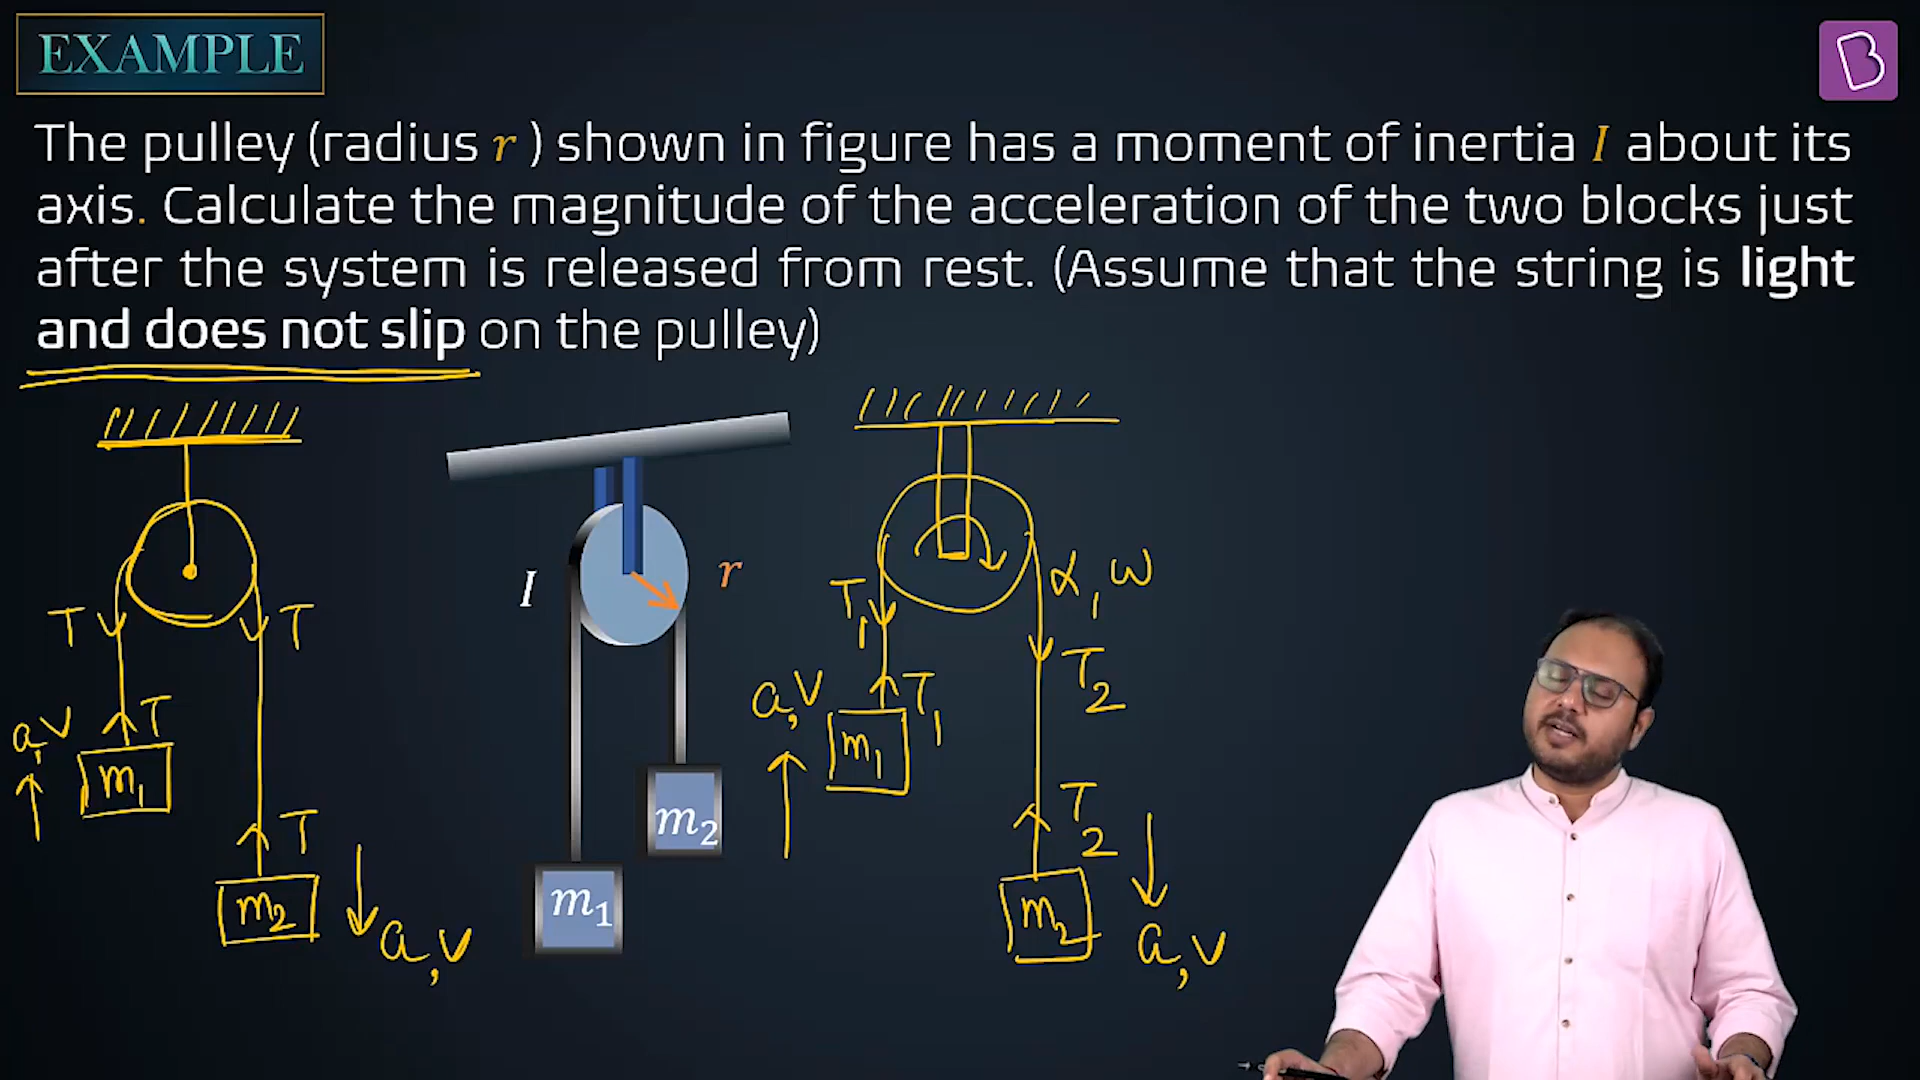 EXAMPLE
B
The pulley (radius r ) shown in figure has a moment of inertia I about its
axis. Calculate the magnitude of the acceleration of the two blocks just
after the system is released from rest. (Assume that the string is light
and does not slip on the pulley)
T
T
a, v
T
m₁
T
m₂
a, v
I
r
m₂
m₁
α, ω
T₁
T₂
a, v
T₁
m₁
T₂
m₂
a, v